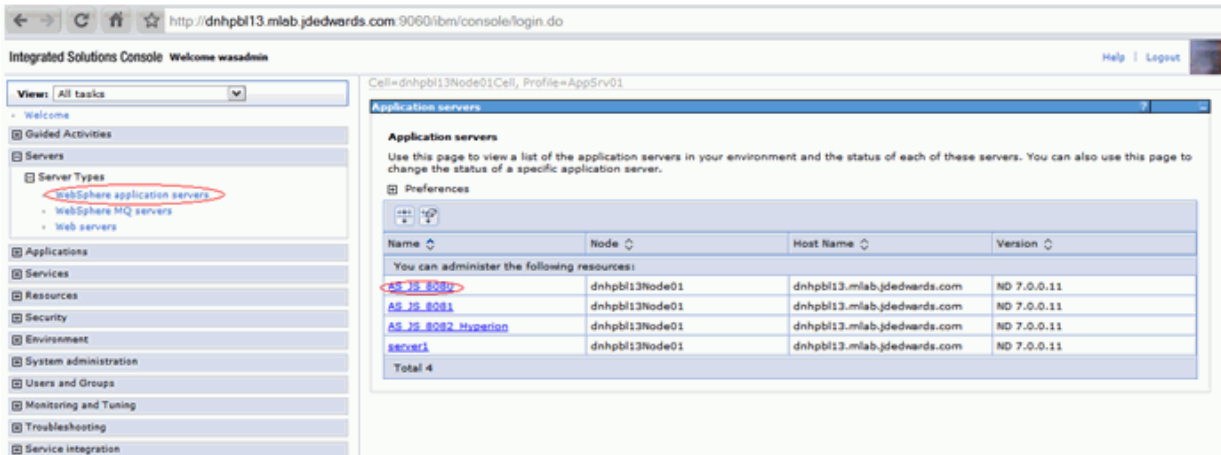 http://dnhpbl13.mlab.jdedwards.com:9060/ibm/console/login.do
Integrated Solutions Console Welcome wasadmin
Help | Logout
View: All tasks
Welcome
Guided Activities
Servers
Server Types
WebSphere application servers
WebSphere MQ servers
Web servers
Applications
Services
Resources
Security
Environment
System administration
Users and Groups
Monitoring and Tuning
Troubleshooting
Service integration
Cell=dnhpbl13Node01Cell, Profile=AppSrv01
Application servers ?
Application servers
Use this page to view a list of the application servers in your environment and the status of each of these servers. You can also use this page to
change the status of a specific application server.
Preferences
Name Node Host Name Version
You can administer the following resources:
AS_JS_8080 dnhpbl13Node01 dnhpbl13.mlab.jdedwards.com ND 7.0.0.11
AS_JS_8081 dnhpbl13Node01 dnhpbl13.mlab.jdedwards.com ND 7.0.0.11
AS_JS_8082_Hyperion dnhpbl13Node01 dnhpbl13.mlab.jdedwards.com ND 7.0.0.11
server1 dnhpbl13Node01 dnhpbl13.mlab.jdedwards.com ND 7.0.0.11
Total 4